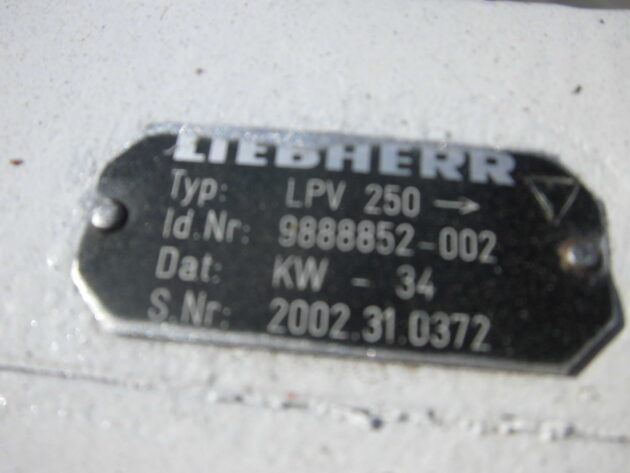 LIEBHERR
Typ: LPV 250 →
Id.Nr: 9888852-002
Dat: KW - 34
S.Nr: 2002.31.0372